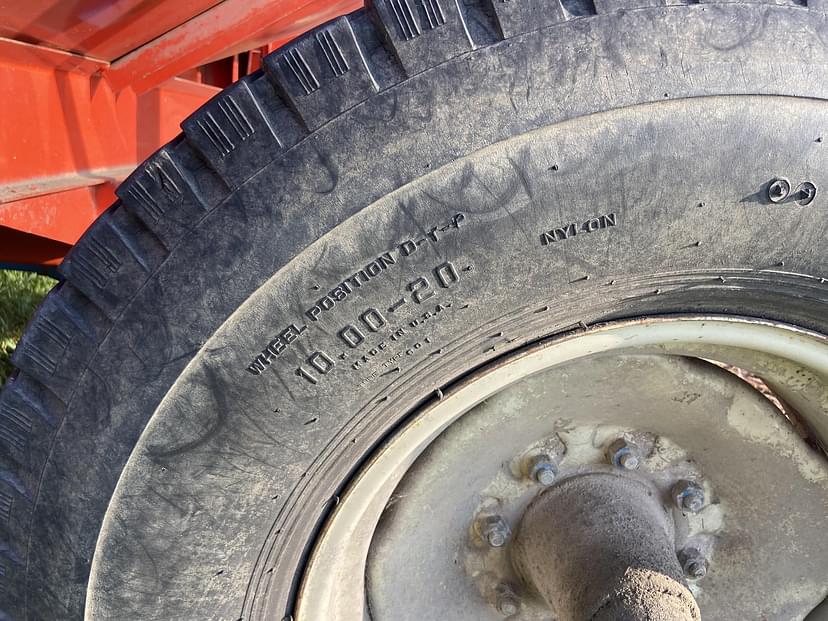 WHEEL POSITION D-T-P
NYLON
10.00-20.
MADE IN U.S.A.